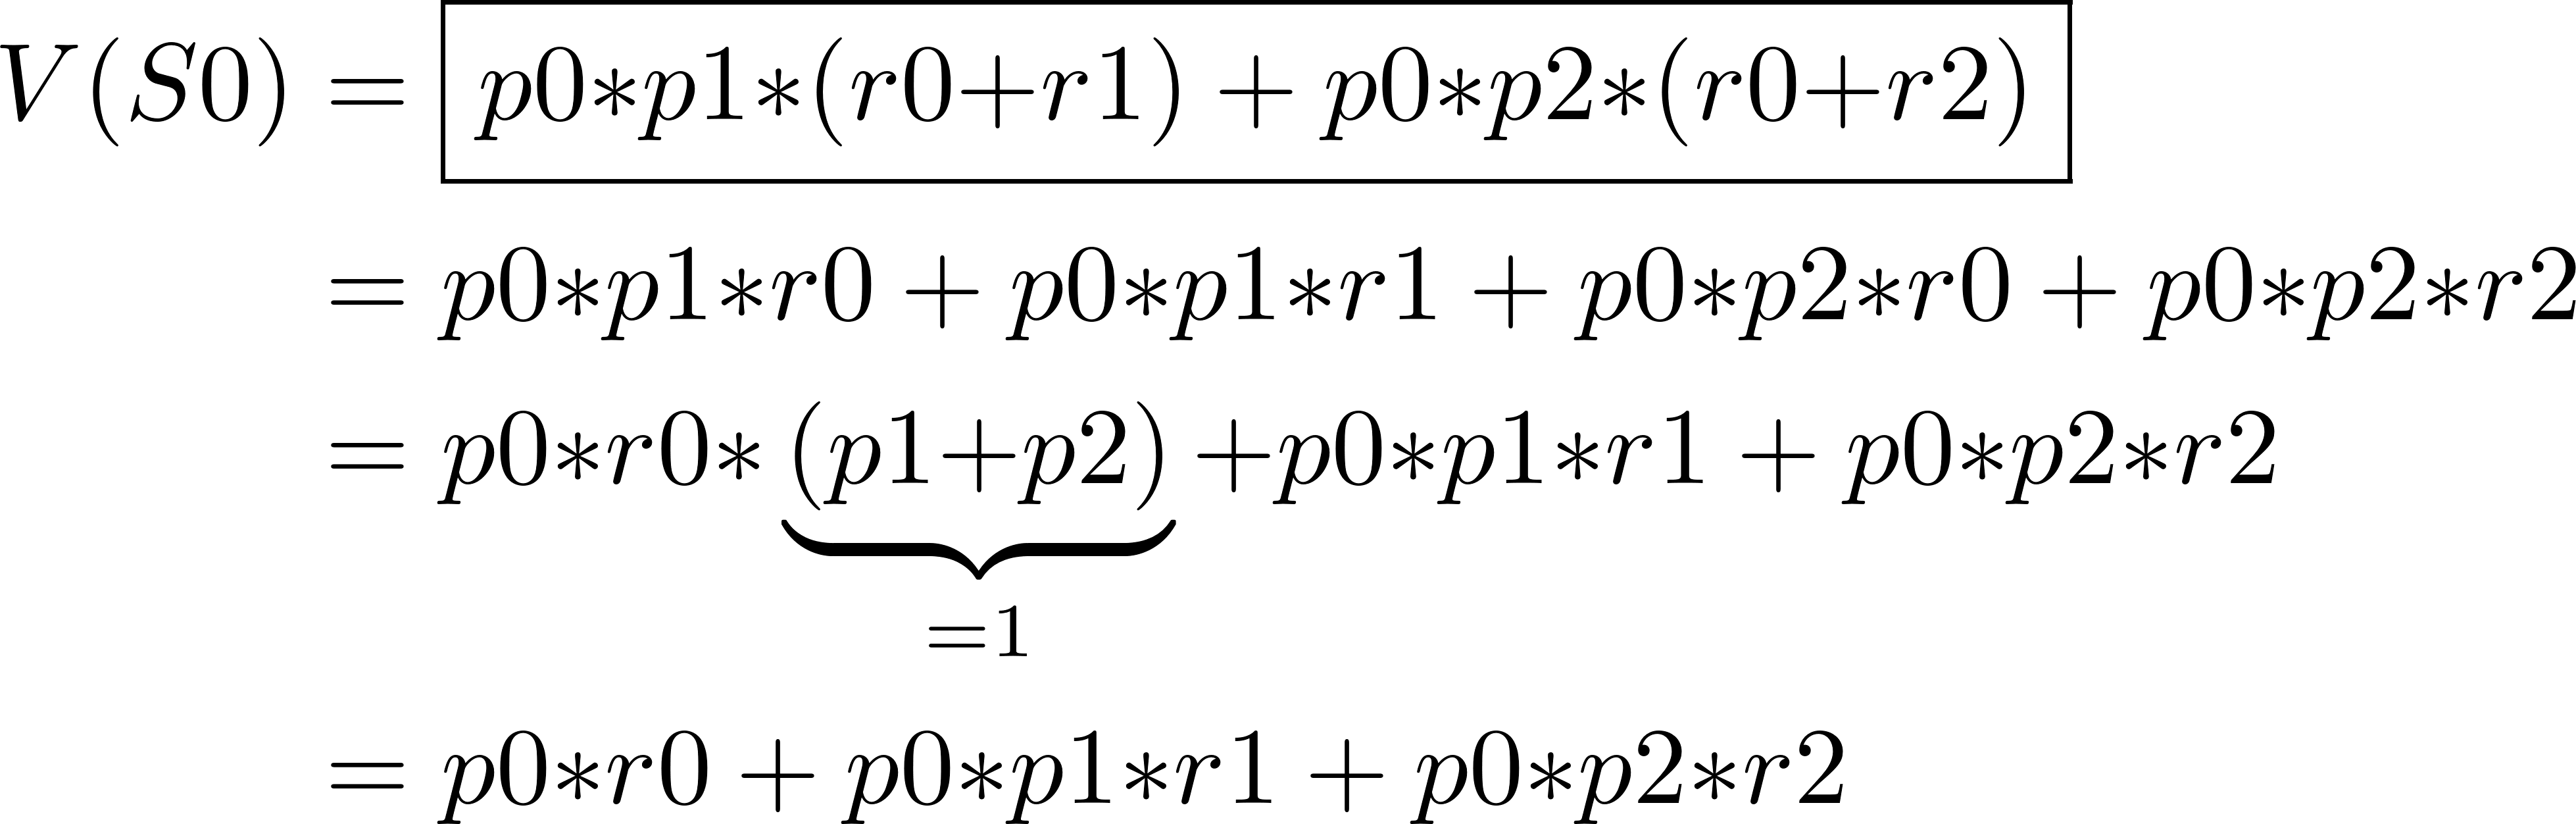 V(S0) = p0*p1*(r0+r1) + p0*p2*(r0+r2)
= p0*p1*r0 + p0*p1*r1 + p0*p2*r0 + p0*p2*r2
= p0*r0*(p1+p2)+p0*p1*r1 + p0*p2*r2
=1
= p0*r0 + p0*p1*r1 + p0*p2*r2